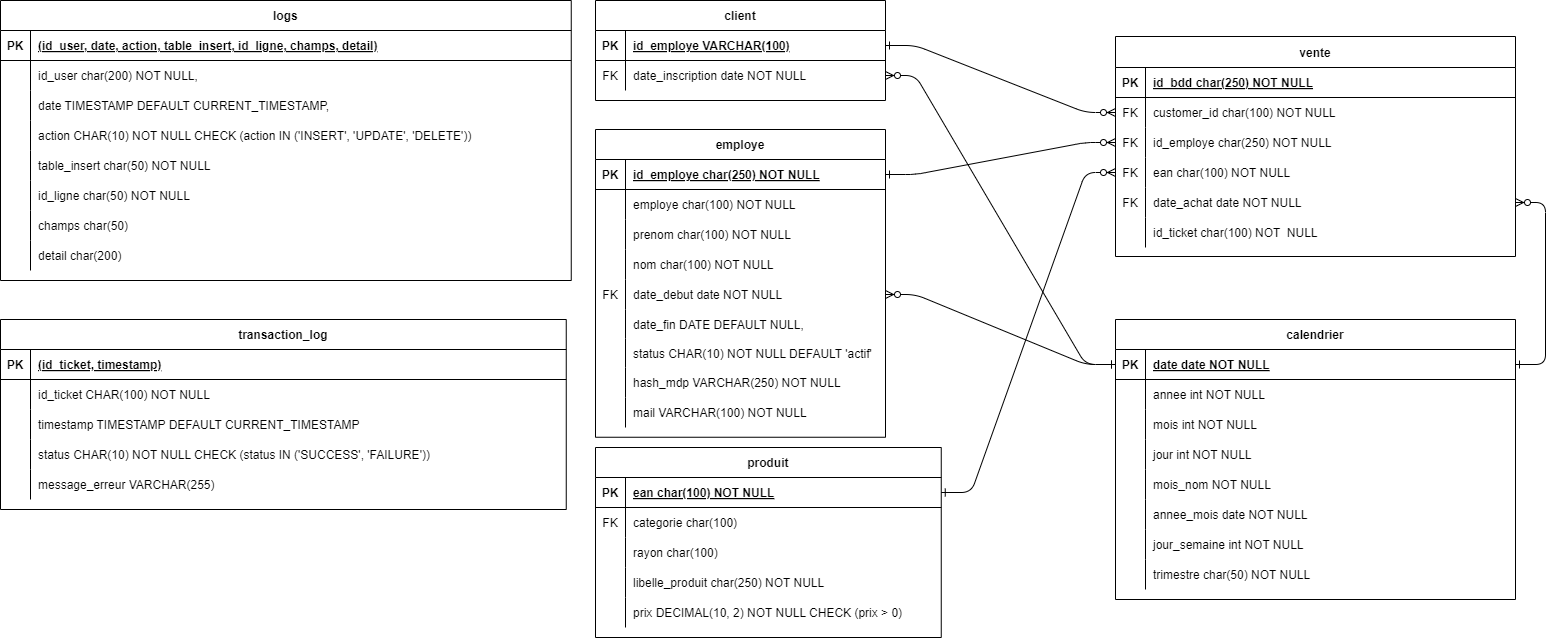 logs
PK (id_user, date, action, table_insert, id_ligne, champs, detail)
id_user char(200) NOT NULL,
date TIMESTAMP DEFAULT CURRENT_TIMESTAMP,
action CHAR(10) NOT NULL CHECK (action IN ('INSERT', 'UPDATE', 'DELETE'))
table_insert char(50) NOT NULL
id_ligne char(50) NOT NULL
champs char(50)
detail char(200)
transaction_log
PK (id_ticket, timestamp)
id_ticket CHAR(100) NOT NULL
timestamp TIMESTAMP DEFAULT CURRENT_TIMESTAMP
status CHAR(10) NOT NULL CHECK (status IN ('SUCCESS', 'FAILURE'))
message_erreur VARCHAR(255)
client
PK id_employe VARCHAR(100)
FK date_inscription date NOT NULL
employe
PK id_employe char(250) NOT NULL
employe char(100) NOT NULL
prenom char(100) NOT NULL
nom char(100) NOT NULL
FK date_debut date NOT NULL
date_fin DATE DEFAULT NULL,
status CHAR(10) NOT NULL DEFAULT 'actif'
hash_mdp VARCHAR(250) NOT NULL
mail VARCHAR(100) NOT NULL
produit
PK ean char(100) NOT NULL
FK categorie char(100)
rayon char(100)
libelle_produit char(250) NOT NULL
prix DECIMAL(10, 2) NOT NULL CHECK (prix > 0)
vente
PK id_bdd char(250) NOT NULL
FK customer_id char(100) NOT NULL
FK id_employe char(250) NOT NULL
FK ean char(100) NOT NULL
FK date_achat date NOT NULL
id_ticket char(100) NOT NULL
calendrier
PK date date NOT NULL
annee int NOT NULL
mois int NOT NULL
jour int NOT NULL
mois_nom NOT NULL
annee_mois date NOT NULL
jour_semaine int NOT NULL
trimestre char(50) NOT NULL